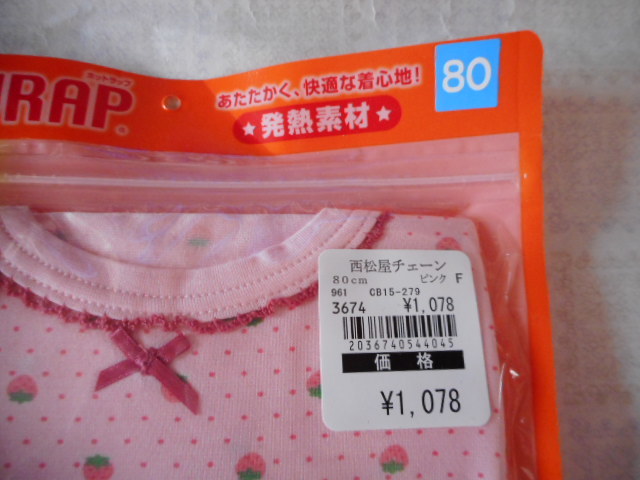 ホットラップ
WRAP®
あたたかく、快適な着心地!
★発熱素材★
80
西松屋チェーン
80cm ピンク F
961 CB15-279
3674 ¥1,078
2036740544045
価格
¥1,078